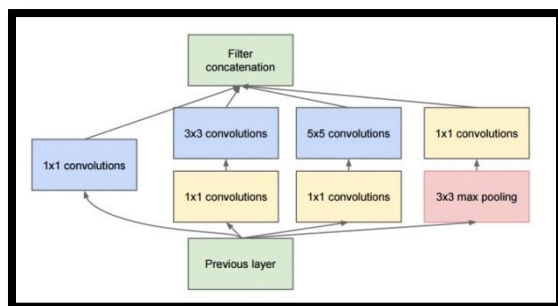 Filter
concatenation
3x3 convolutions
5x5 convolutions
1x1 convolutions
1x1 convolutions
1x1 convolutions
1x1 convolutions
3x3 max pooling
Previous layer